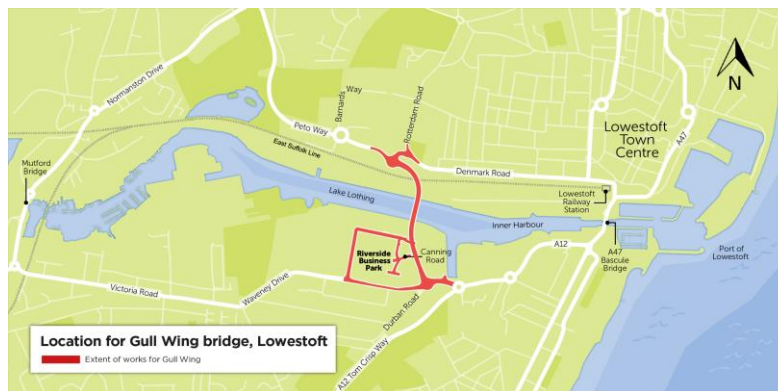 Normanston Drive
Barnards Way
Rotterdam Road
Peto Way
N
Lowestoft
Town
Centre
A47
East Suffolk Line
Mutford
Bridge
Denmark Road
Lake Lothing
Lowestoft
Railway
Station
Inner Harbour
A12
A47
Bascule
Bridge
Port of
Lowestoft
Riverside
Business
Park
Canning
Road
Victoria Road
Waveney Drive
Durban Road
A12 Tom Crisp Way
Location for Gull Wing bridge, Lowestoft
Extent of works for Gull Wing